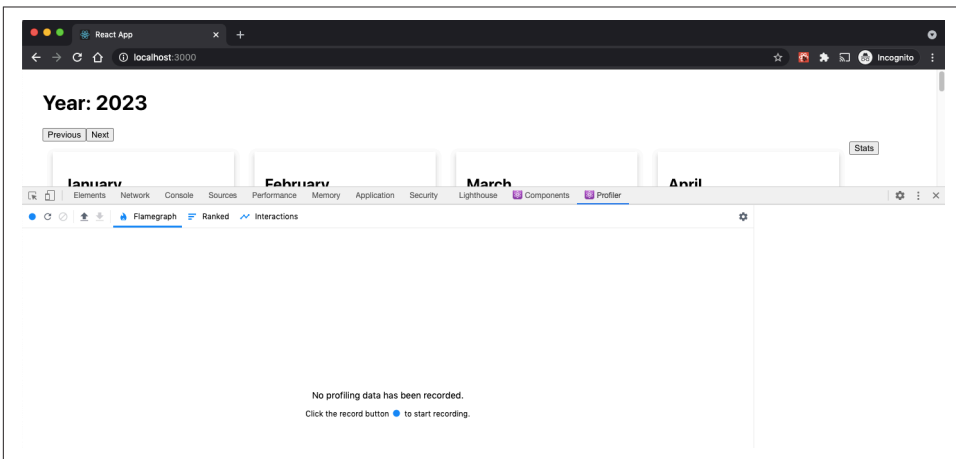 React App
localhost:3000
Incognito
Year: 2023
Previous Next
Stats
January February March April
Elements Network Console Sources Performance Memory Application Security Lighthouse Components Profiler
Flamegraph Ranked Interactions
No profiling data has been recorded.
Click the record button to start recording.